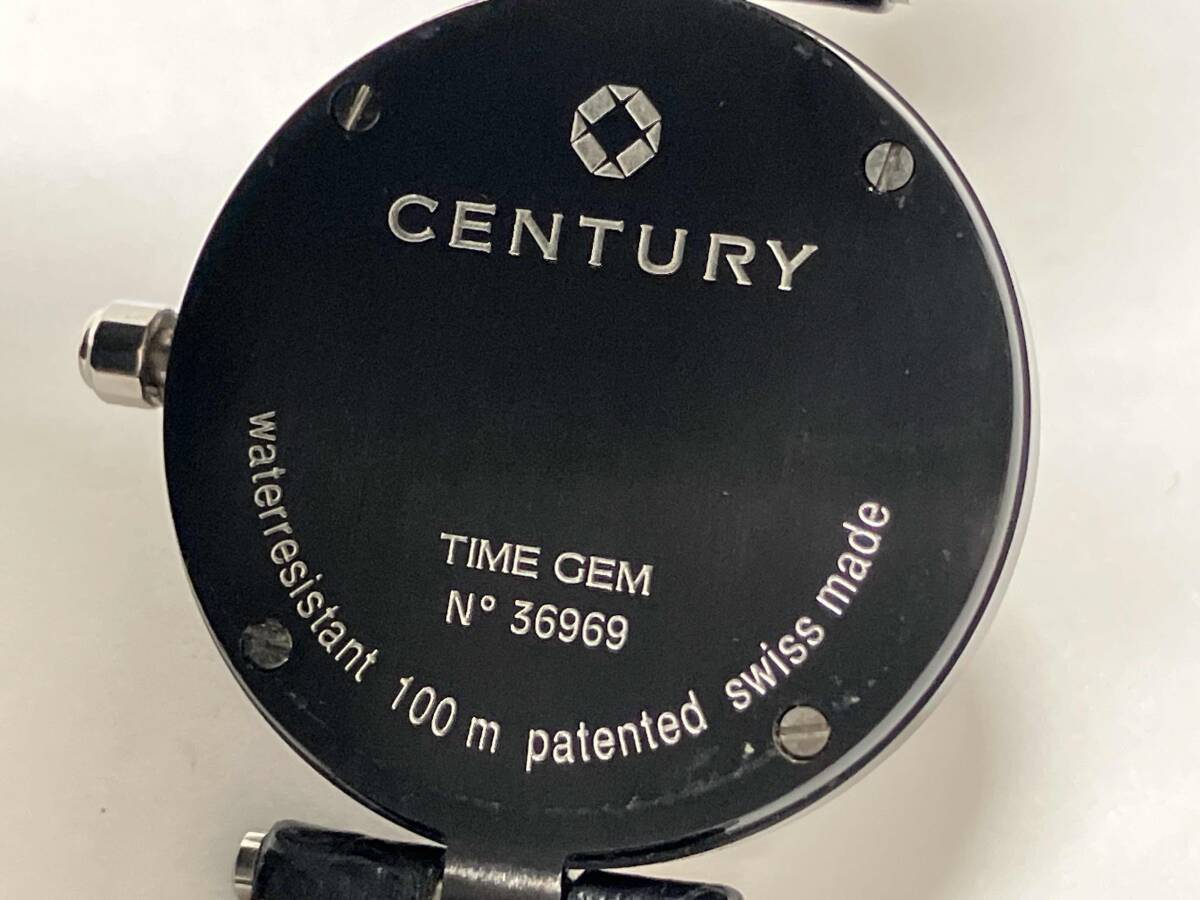 CENTURY
TIME GEM
N° 36969
waterresistant 100 m patented swiss made